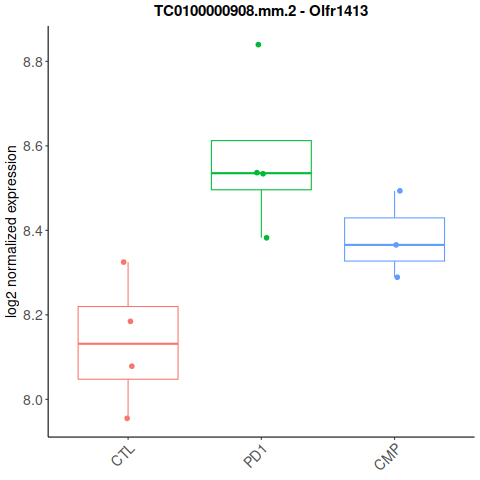 TC0100000908.mm.2 - Olfr1413
log2 normalized expression
8.8
8.6
8.4
8.2
8.0
CTL
PD1
CMP